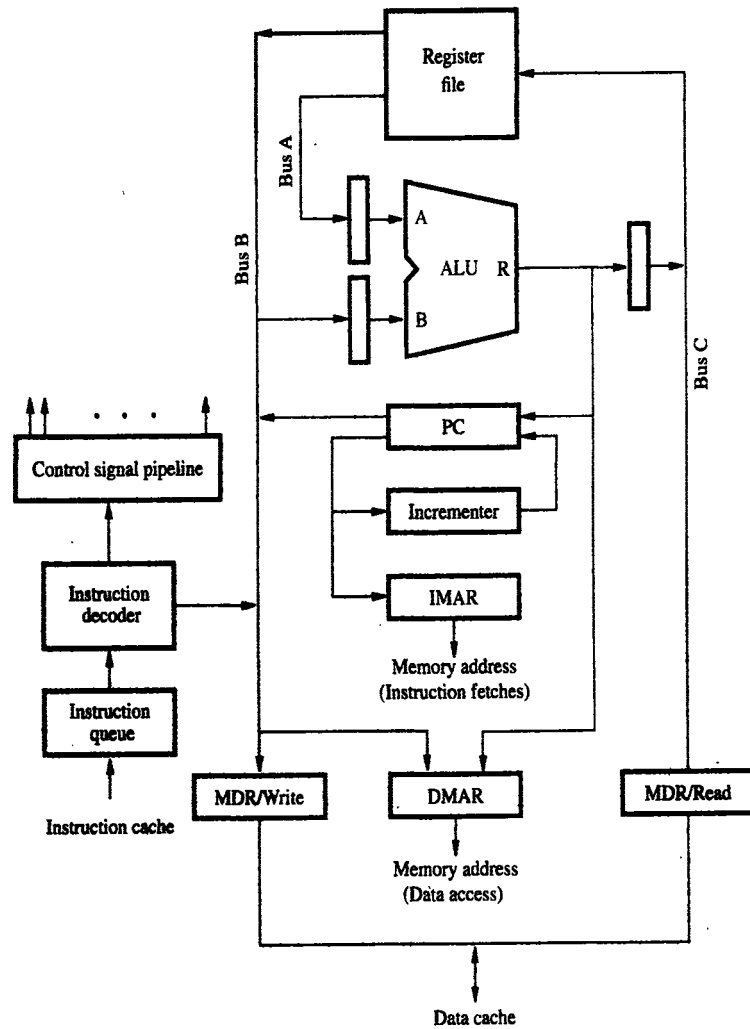 Register
file
Bus A
Bus B
A
ALU
R
B
Bus C
PC
Control signal pipeline
Incrementer
Instruction
decoder
IMAR
Memory address
(Instruction fetches)
Instruction
queue
MDR/Write
DMAR
MDR/Read
Instruction cache
Memory address
(Data access)
Data cache